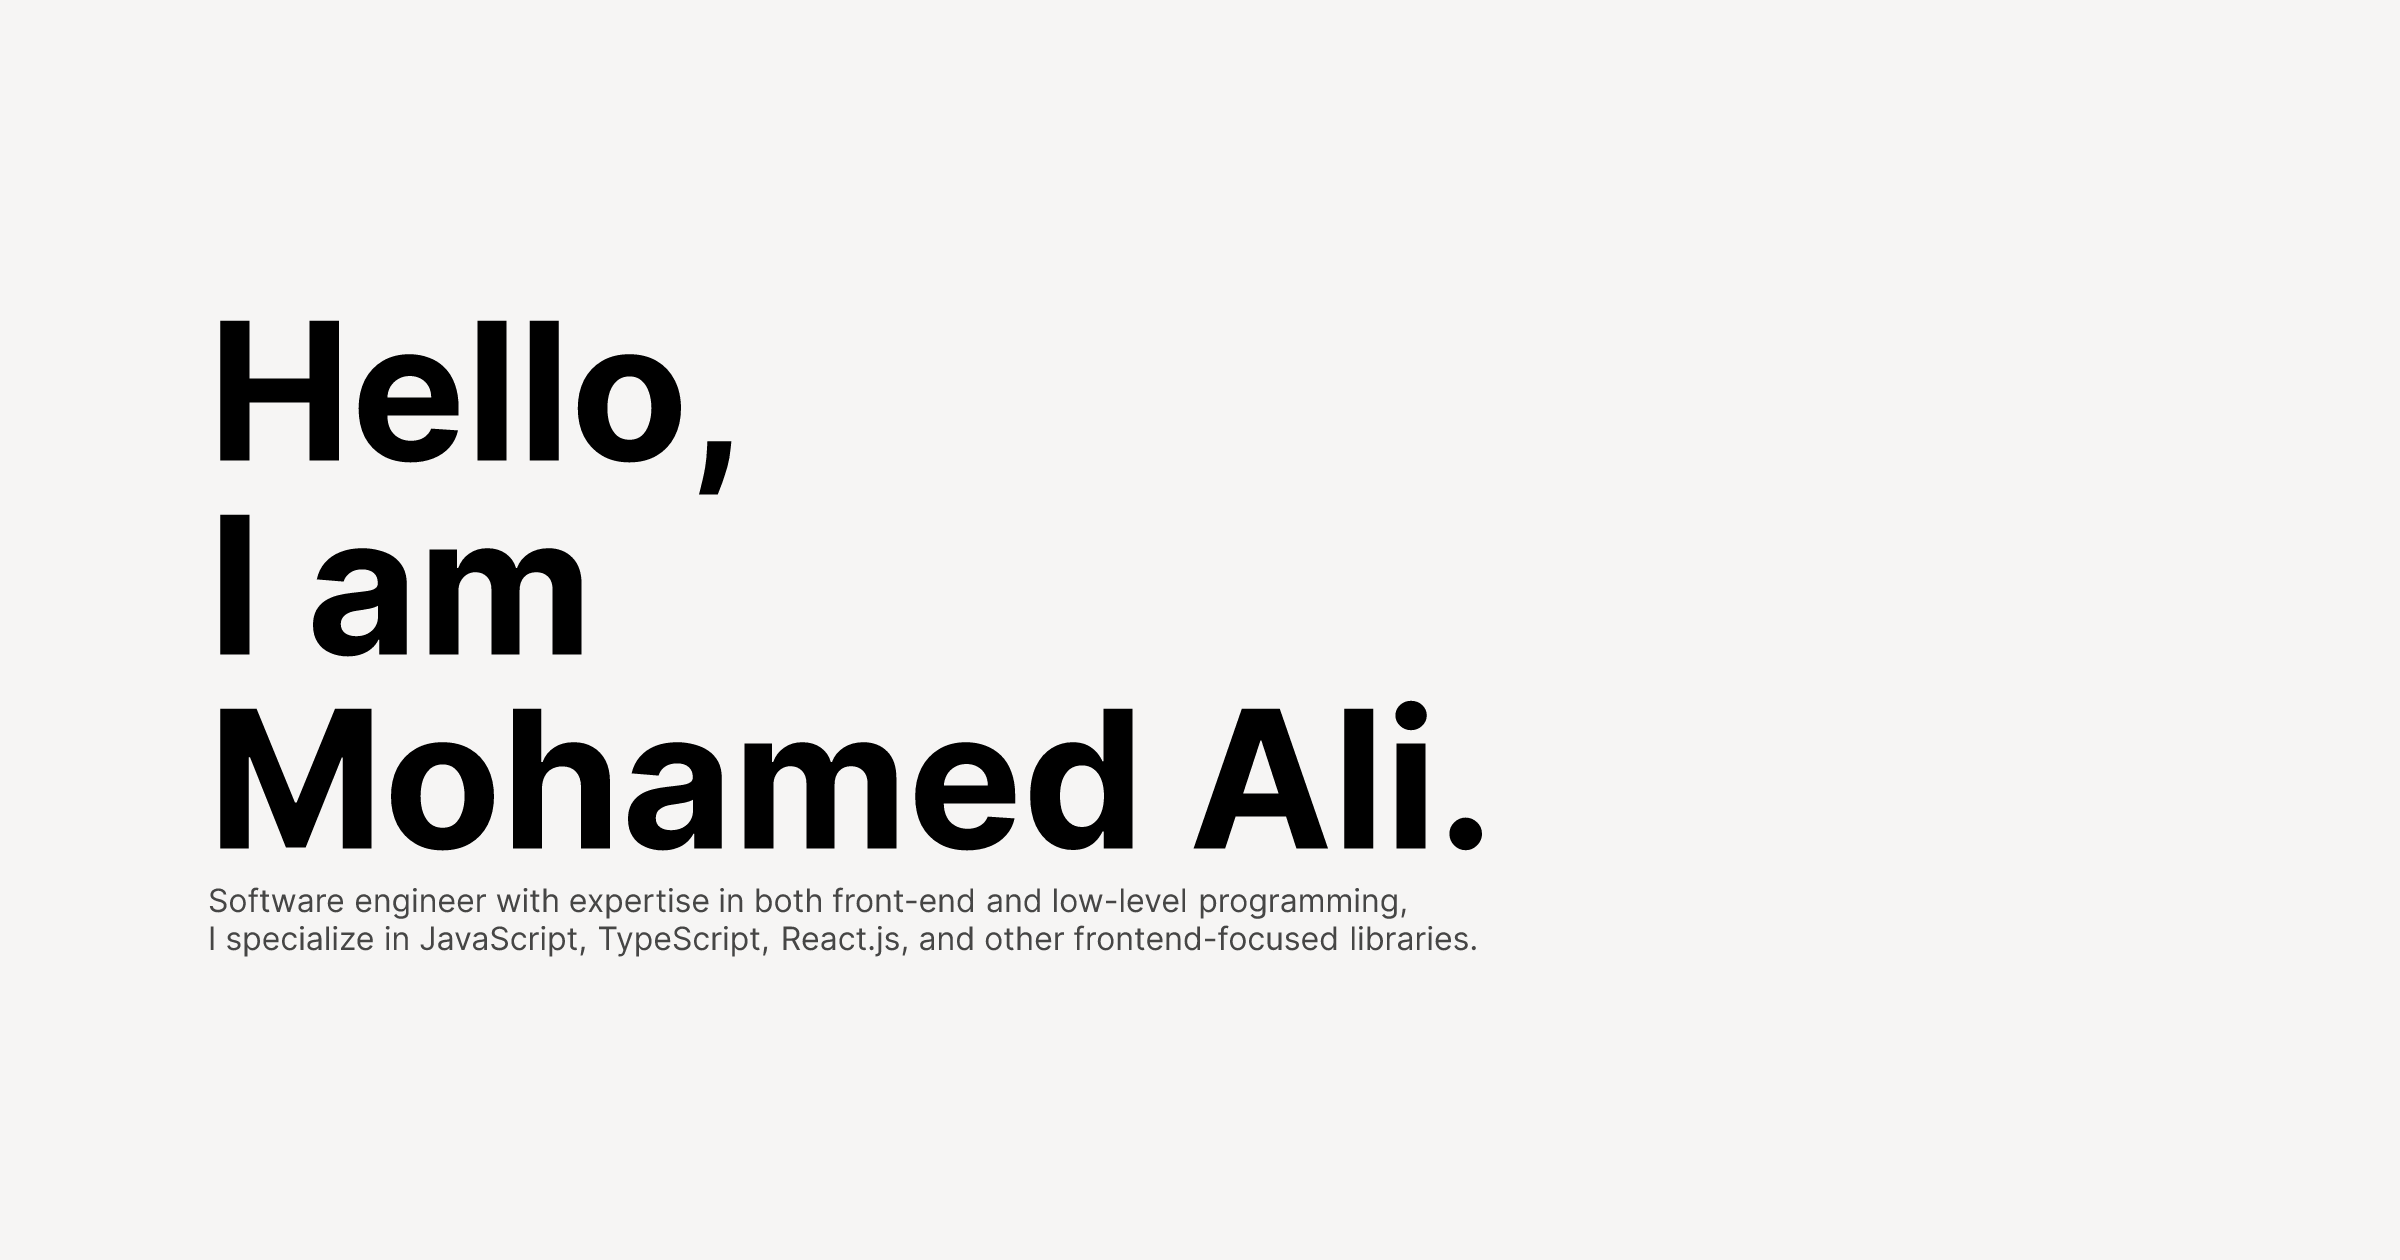 Hello,
I am
Mohamed Ali.
Software engineer with expertise in both front-end and low-level programming,
I specialize in JavaScript, TypeScript, React.js, and other frontend-focused libraries.